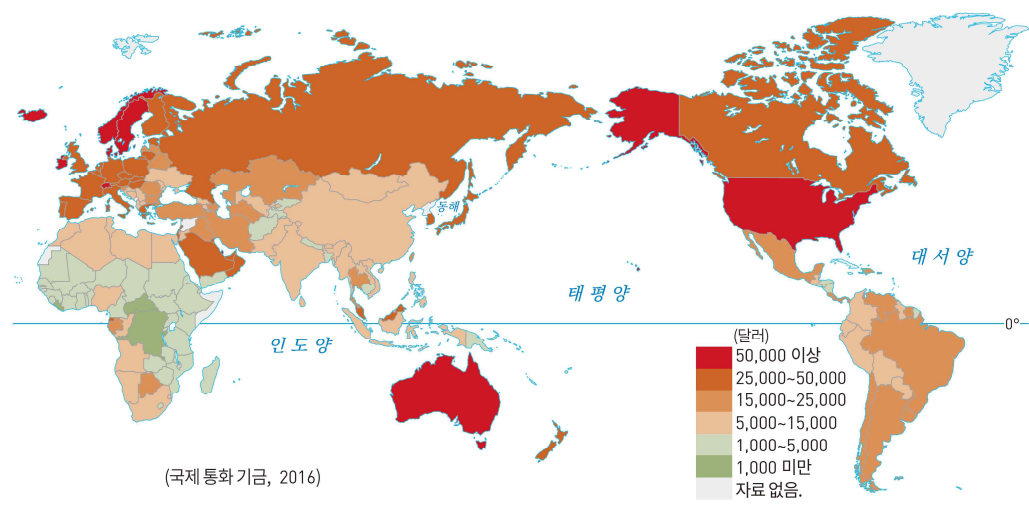 동해
대서양
태평양
0°
인도양
(달러)
50,000 이상
25,000~50,000
15,000~25,000
5,000~15,000
1,000~5,000
1,000 미만
자료 없음.
(국제 통화 기금, 2016)